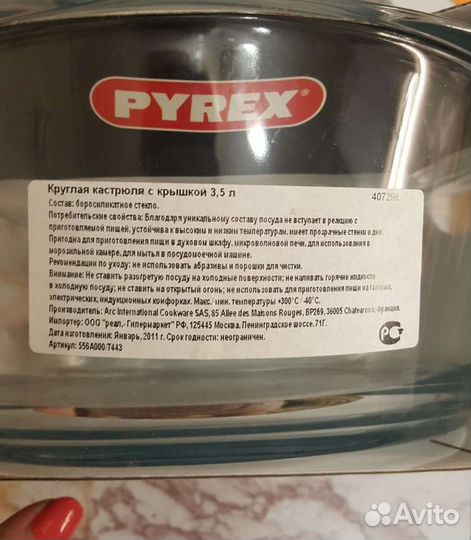 PYREX®
Круглая кастрюля с крышкой 3,5 л
407298
Состав: боросиликатное стекло.
Потребительские свойства: Благодаря уникальному составу посуда не вступает в реакцию с
приготовляемой пищей, устойчива к высоким и низким температурам, имеет прозрачные стенки и дно.
Пригодна для приготовления пищи в духовом шкафу, микроволновой печи, для использования в
морозильной камере, для мытья в посудомоечной машине.
Рекомендации по уходу: не использовать абразивы и порошки для чистки.
Внимание: Не ставить разогретую посуду на холодные поверхности; не наливать горячие жидкости
в холодную посуду; не ставить на открытый огонь; не использовать для приготовления пищи на газовых,
электрических, индукционных конфорках. Макс./ мин. температуры +300°C / -40°C.
Производитель: Arc International Cookware SAS, 85 Allee des Maisons Rouges, BP269, 36005 Chatearoux, Франция.
Импортер: ООО "реал,- Гипермаркет" РФ, 125445 Москва, Ленинградское шоссе, 71Г.
Дата изготовления: Январь, 2011 г. Срок годности: неограничен.
Артикул: 556A000/T443
Avito